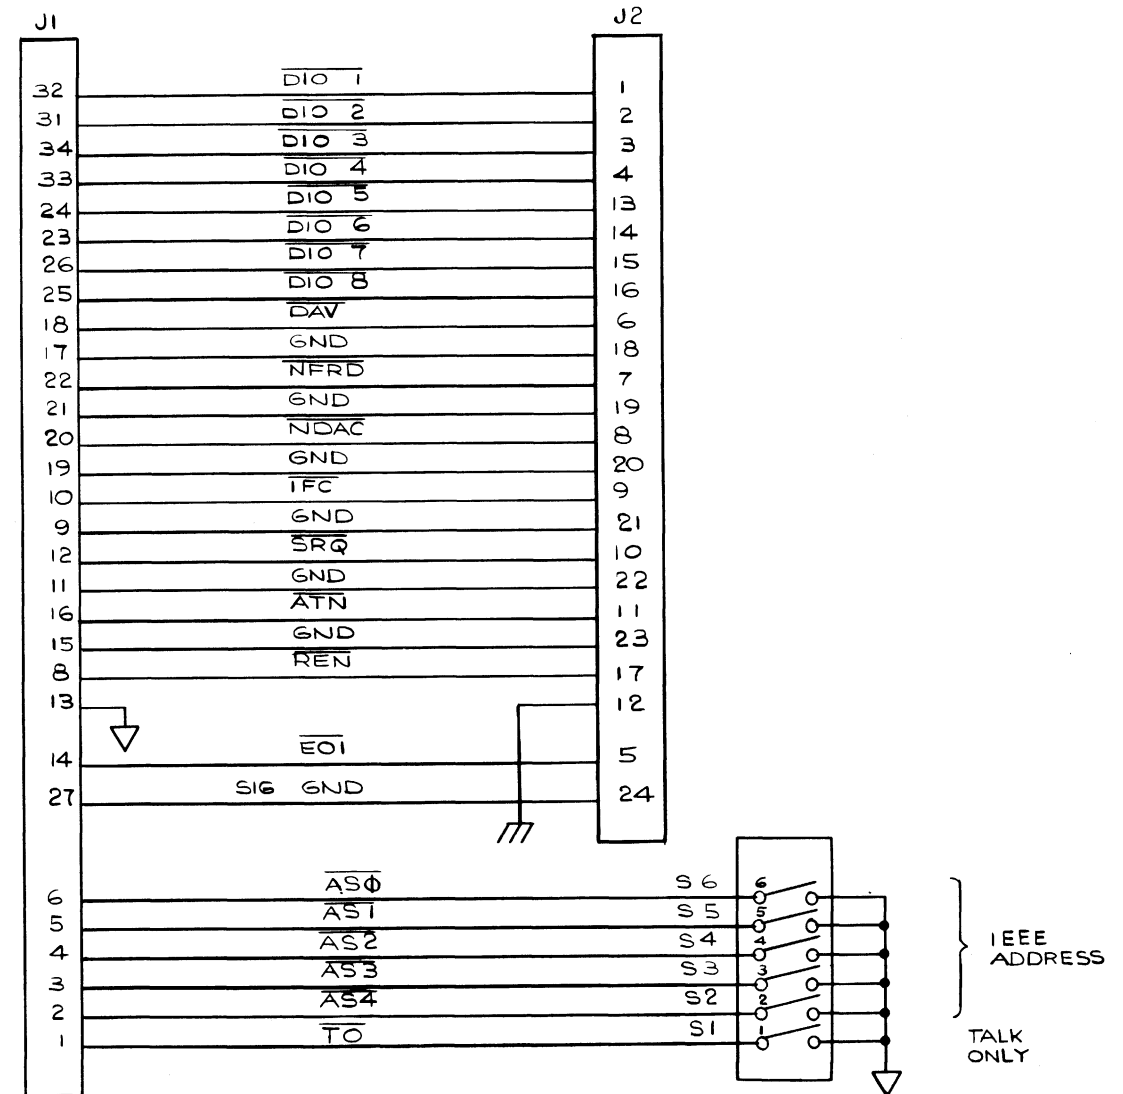 J1 J2
32 DIO 1 1
31 DIO 2 2
34 DIO 3 3
33 DIO 4 4
24 DIO 5 13
23 DIO 6 14
26 DIO 7 15
25 DIO 8 16
18 DAV 6
17 GND 18
22 NFRD 7
21 GND 19
20 NDAC 8
19 GND 20
10 IFC 9
9 GND 21
12 SRQ 10
11 GND 22
16 ATN 11
15 GND 23
8 REN 17
13 12
14 EOI 5
27 SIG GND 24
6 AS0 S6 6
5 AS1 S5 5
4 AS2 S4 4
3 AS3 S3 3
2 AS4 S2 2
1 TO S1 1
IEEE
ADDRESS
TALK
ONLY